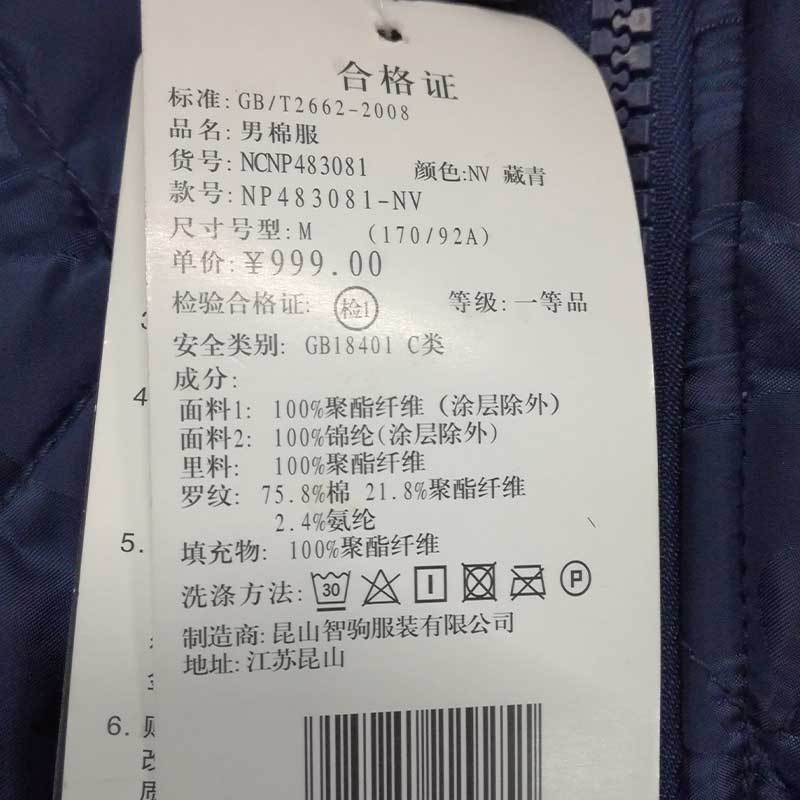 合格证
标准:GB/T2662-2008
品名:男棉服
货号:NCNP483081 颜色:NV 藏青
款号:NP483081-NV
尺寸号型:M (170/92A)
单价:¥999.00
检验合格证: 检1 等级:一等品
安全类别: GB18401 C类
成分:
面料1: 100%聚酯纤维(涂层除外)
面料2: 100%锦纶(涂层除外)
里料: 100%聚酯纤维
罗纹: 75.8%棉 21.8%聚酯纤维
2.4%氨纶
填充物: 100%聚酯纤维
洗涤方法: 30 P
制造商:昆山智驹服装有限公司
地址:江苏昆山
4
5.
6.
改
质